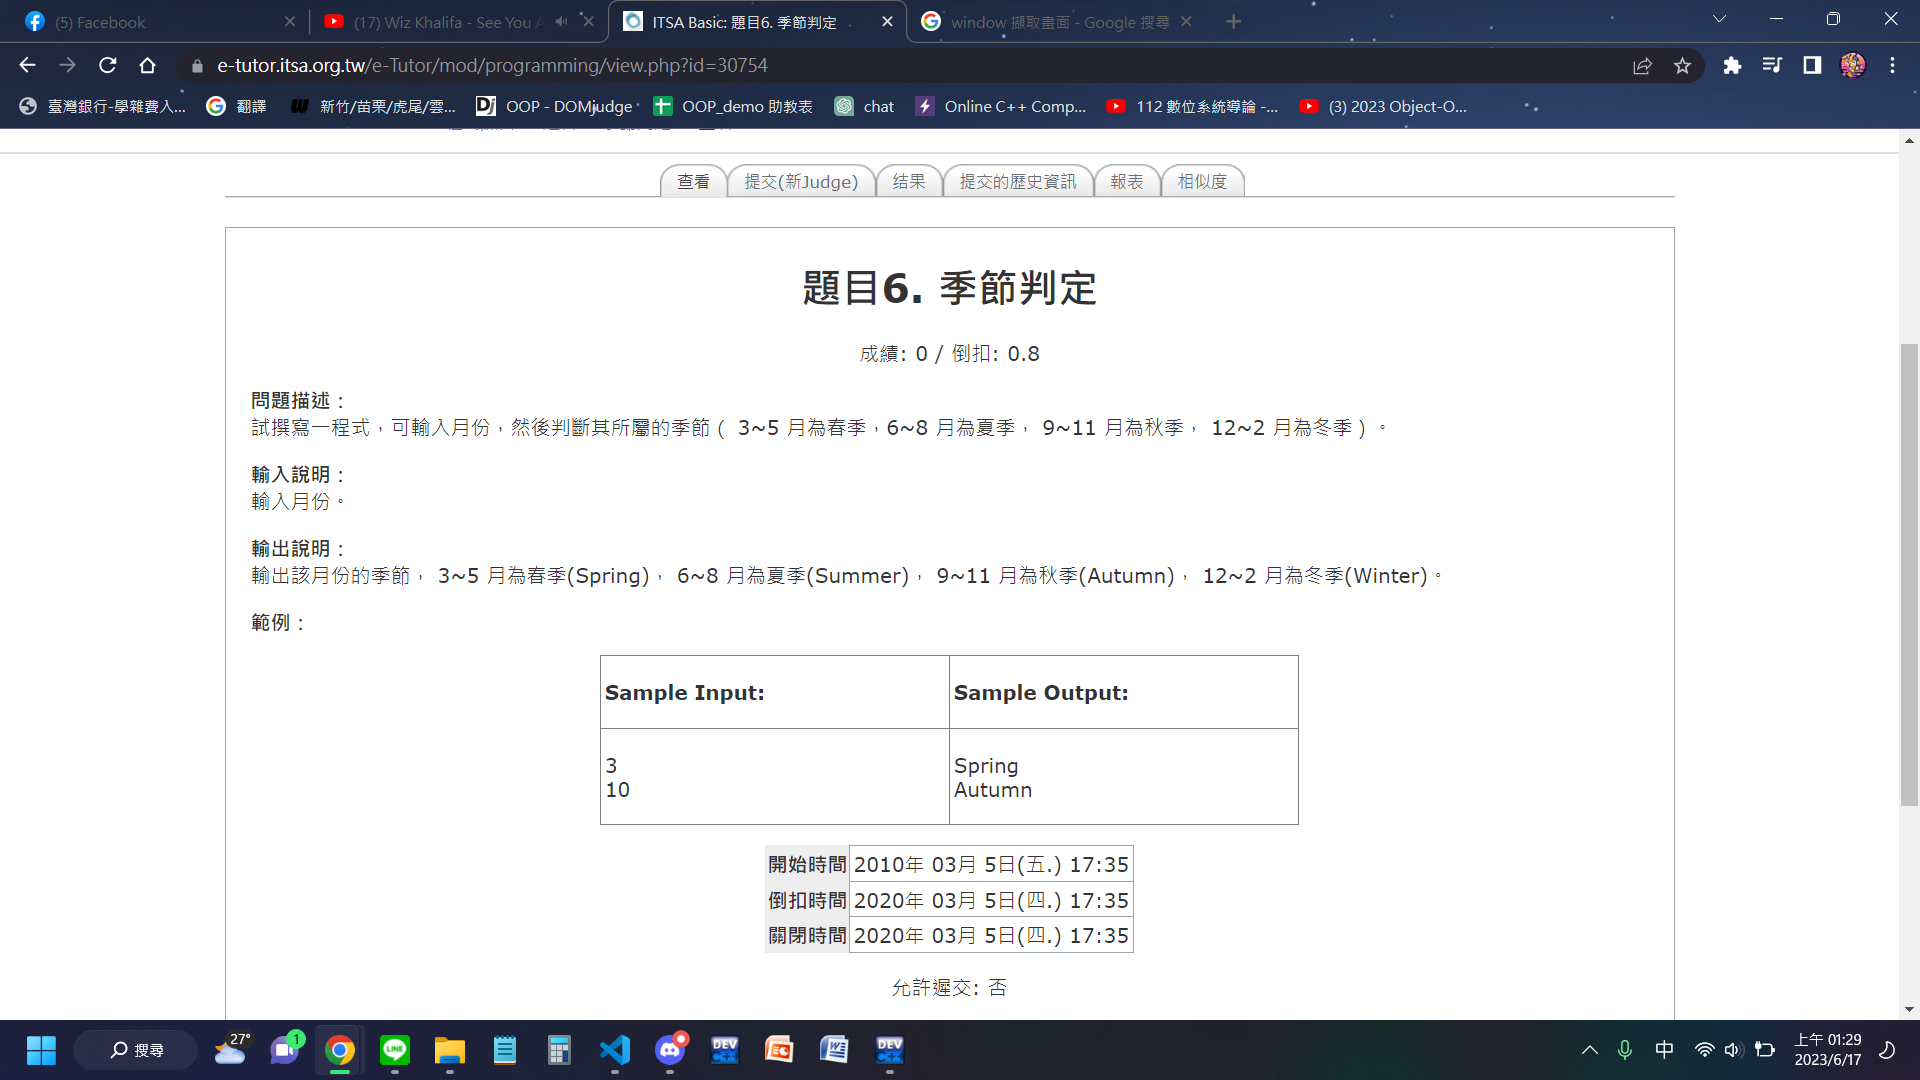 (5) Facebook
(17) Wiz Khalifa - See You A
ITSA Basic: 題目6. 季節判定
window 擷取畫面 - Google 搜尋
e-tutor.itsa.org.tw/e-Tutor/mod/programming/view.php?id=30754
臺灣銀行-學雜費入...
翻譯
新竹/苗栗/虎尾/雲...
OOP - DOMjudge
OOP_demo 助教表
chat
Online C++ Comp...
112 數位系統導論 -...
(3) 2023 Object-O...
查看
提交(新Judge)
结果
提交的歷史資訊
報表
相似度
題目6. 季節判定
成績: 0 / 倒扣: 0.8
問題描述：
試撰寫一程式，可輸入月份，然後判斷其所屬的季節（ 3~5 月為春季，6~8 月為夏季， 9~11 月為秋季， 12~2 月為冬季）。
輸入說明：
輸入月份。
輸出說明：
輸出該月份的季節， 3~5 月為春季(Spring)， 6~8 月為夏季(Summer)， 9~11 月為秋季(Autumn)， 12~2 月為冬季(Winter)。
範例：
Sample Input:
Sample Output:
3
10
Spring
Autumn
開始時間 2010年 03月 5日(五.) 17:35
倒扣時間 2020年 03月 5日(四.) 17:35
關閉時間 2020年 03月 5日(四.) 17:35
允許遲交: 否
搜尋
27°
1
LINE
DEV
C++
DEV
C++
中
上午 01:29
2023/6/17